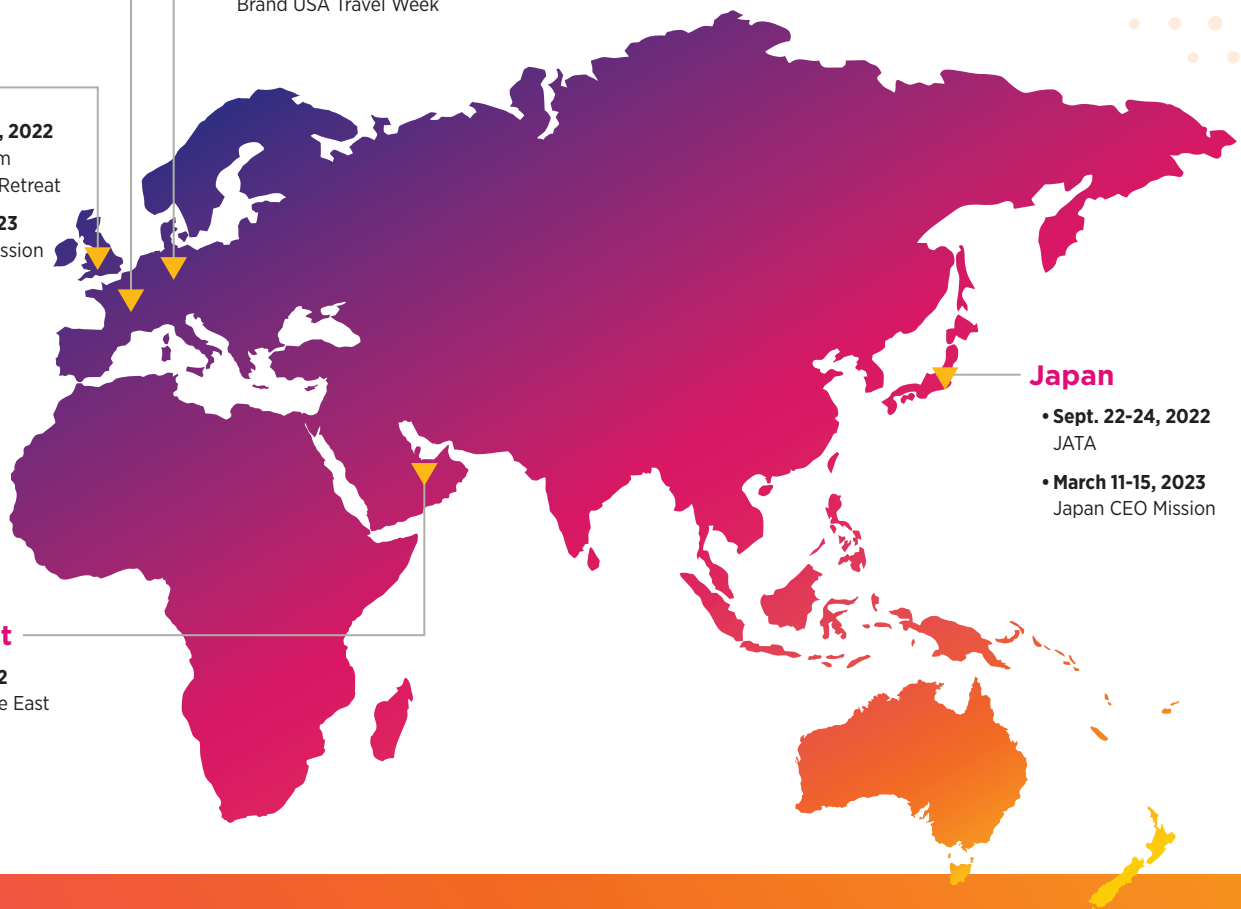 Brand USA Travel Week
, 2022
m
Retreat
23
ssion
Japan
• Sept. 22-24, 2022
JATA
• March 11-15, 2023
Japan CEO Mission
t
2
e East